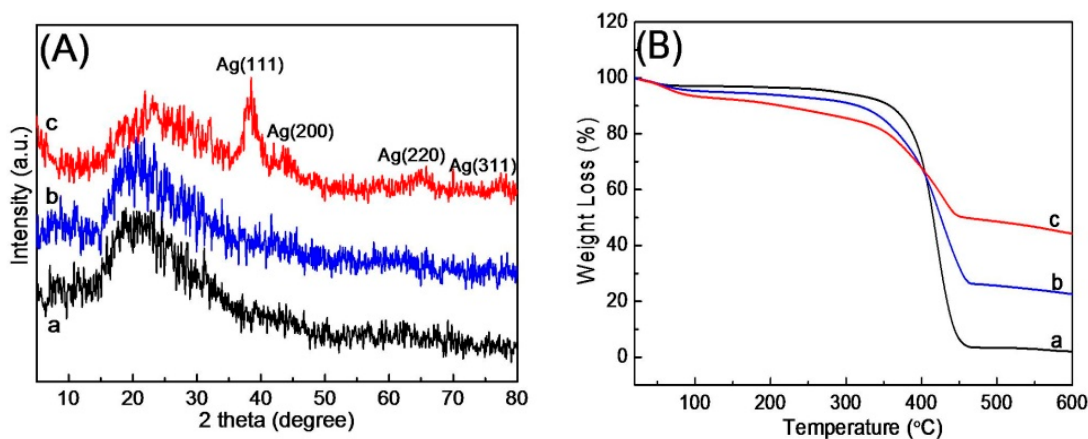 (A)
Ag(111)
Ag(200)
Ag(220)
Ag(311)
c
b
a
Intensity (a.u.)
10 20 30 40 50 60 70 80
2 theta (degree)
(B)
120
100
80
60
40
20
0
Weight Loss (%)
c
b
a
100 200 300 400 500 600
Temperature (°C)